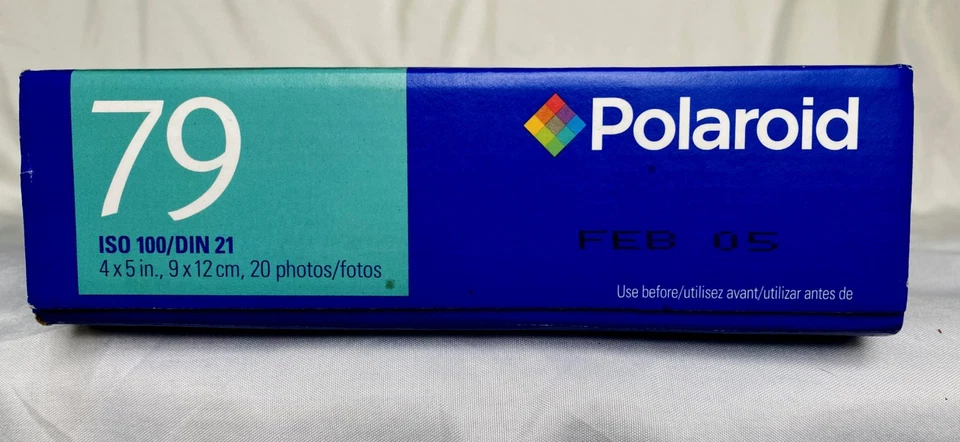 79
ISO 100/DIN 21
4 x 5 in., 9 x 12 cm, 20 photos/fotos
Polaroid
FEB 05
Use before/utilisez avant/utilizar antes de